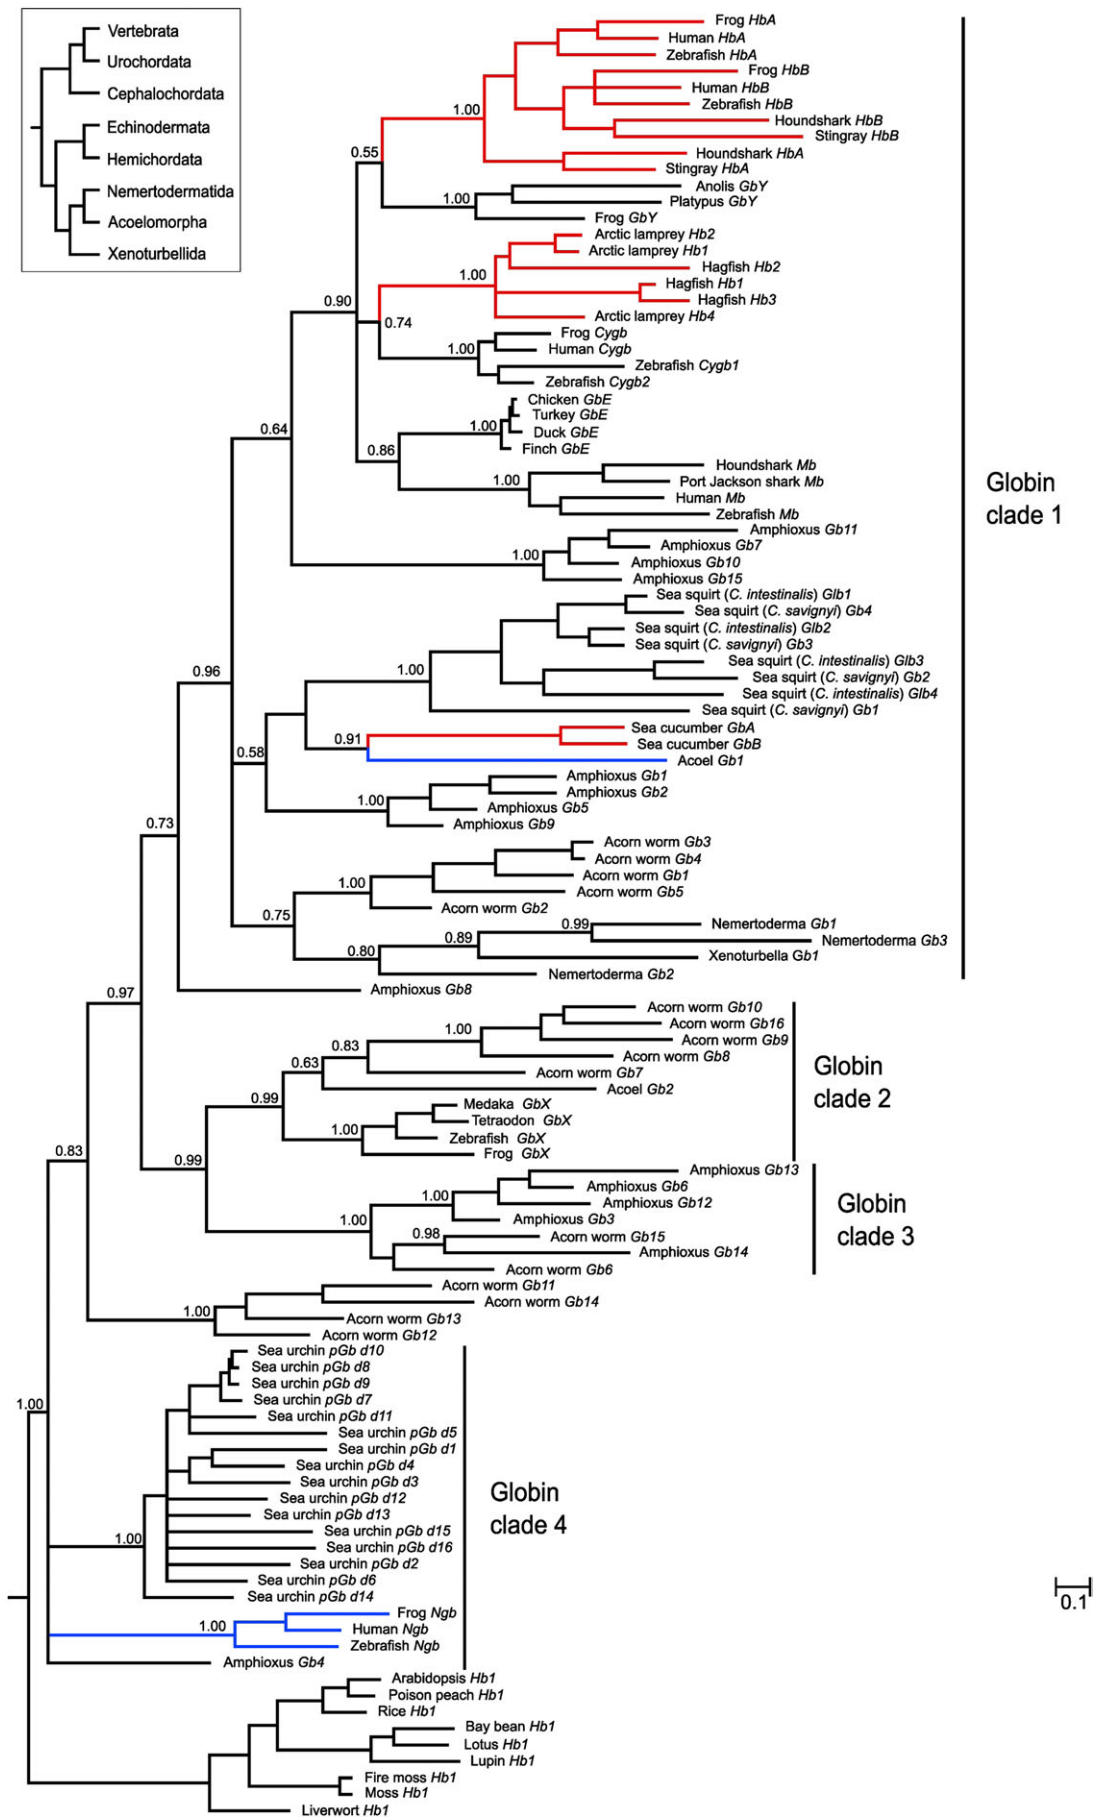 Vertebrata
Urochordata
Cephalochordata
Echinodermata
Hemichordata
Nemertodermatida
Acoelomorpha
Xenoturbellida
Frog HbA
Human HbA
Zebrafish HbA
Frog HbB
Human HbB
Zebrafish HbB
1.00
Houndshark HbB
Stingray HbB
0.55
Houndshark HbA
Stingray HbA
Anolis GbY
1.00
Platypus GbY
Frog GbY
Arctic lamprey Hb2
Arctic lamprey Hb1
Hagfish Hb2
1.00
Hagfish Hb1
Hagfish Hb3
0.90
Arctic lamprey Hb4
0.74
Frog Cygb
1.00
Human Cygb
Zebrafish Cygb1
Zebrafish Cygb2
Chicken GbE
Turkey GbE
0.64
1.00
Duck GbE
Finch GbE
0.86
Houndshark Mb
1.00
Port Jackson shark Mb
Human Mb
Zebrafish Mb
Globin
clade 1
Amphioxus Gb11
Amphioxus Gb7
1.00
Amphioxus Gb10
Amphioxus Gb15
Sea squirt (C. intestinalis) Glb1
Sea squirt (C. savignyi) Gb4
Sea squirt (C. intestinalis) Glb2
Sea squirt (C. savignyi) Gb3
Sea squirt (C. intestinalis) Glb3
0.96
1.00
Sea squirt (C. savignyi) Gb2
Sea squirt (C. intestinalis) Glb4
Sea squirt (C. savignyi) Gb1
Sea cucumber GbA
0.91
Sea cucumber GbB
0.58
Acoel Gb1
Amphioxus Gb1
Amphioxus Gb2
1.00
Amphioxus Gb5
0.73
Amphioxus Gb9
Acorn worm Gb3
Acorn worm Gb4
Acorn worm Gb1
1.00
Acorn worm Gb5
Acorn worm Gb2
0.75
0.99
Nemertoderma Gb1
0.89
Nemertoderma Gb3
0.80
Xenoturbella Gb1
Nemertoderma Gb2
0.97
Amphioxus Gb8
Acorn worm Gb10
Acorn worm Gb16
1.00
Acorn worm Gb9
0.83
Acorn worm Gb8
0.63
Acorn worm Gb7
Acoel Gb2
Globin
clade 2
0.99
Medaka GbX
Tetraodon GbX
1.00
Zebrafish GbX
Frog GbX
0.83
0.99
Amphioxus Gb13
Amphioxus Gb6
1.00
Amphioxus Gb12
Amphioxus Gb3
Globin
clade 3
1.00
0.98
Acorn worm Gb15
Amphioxus Gb14
Acorn worm Gb6
Acorn worm Gb11
Acorn worm Gb14
1.00
Acorn worm Gb13
Acorn worm Gb12
Sea urchin pGb d10
Sea urchin pGb d8
Sea urchin pGb d9
Sea urchin pGb d7
1.00
Sea urchin pGb d11
Sea urchin pGb d5
Sea urchin pGb d1
Sea urchin pGb d4
Sea urchin pGb d3
Sea urchin pGb d12
Sea urchin pGb d13
Globin
clade 4
Sea urchin pGb d15
1.00
Sea urchin pGb d16
Sea urchin pGb d2
Sea urchin pGb d6
Sea urchin pGb d14
0.1
Frog Ngb
1.00
Human Ngb
Zebrafish Ngb
Amphioxus Gb4
Arabidopsis Hb1
Poison peach Hb1
Rice Hb1
Bay bean Hb1
Lotus Hb1
Lupin Hb1
Fire moss Hb1
Moss Hb1
Liverwort Hb1